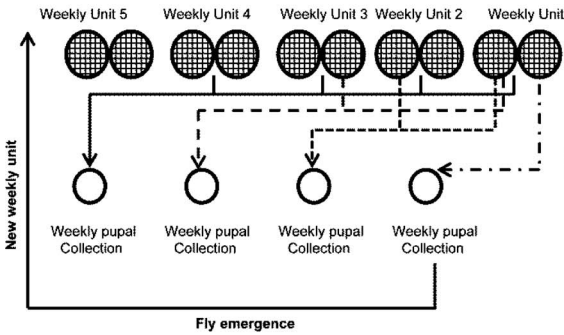 Weekly Unit 5 Weekly Unit 4 Weekly Unit 3 Weekly Unit 2 Weekly Unit
New weekly unit
Weekly pupal Weekly pupal Weekly pupal Weekly pupal
Collection Collection Collection Collection
Fly emergence